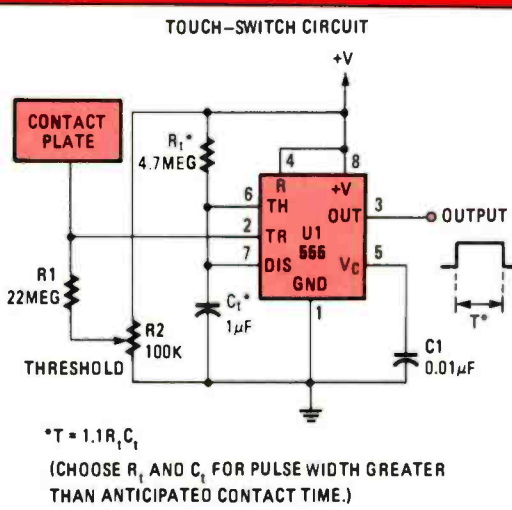 TOUCH–SWITCH CIRCUIT
+V
CONTACT
PLATE
Rt*
4.7MEG
4
8
R
+V
6
TH
OUT
3
OUTPUT
2
TR
U1
7
DIS
555
VC
5
GND
Ct*
1µF
1
R1
22MEG
R2
100K
THRESHOLD
T*
C1
0.01µF
*T = 1.1RtCt
(CHOOSE Rt AND Ct FOR PULSE WIDTH GREATER
THAN ANTICIPATED CONTACT TIME.)